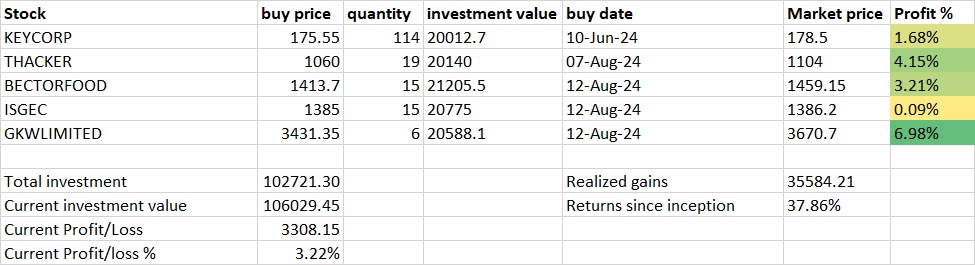 Stock buy price quantity investment value buy date Market price Profit %
KEYCORP 175.55 114 20012.7 10-Jun-24 178.5 1.68%
THACKER 1060 19 20140 07-Aug-24 1104 4.15%
BECTORFOOD 1413.7 15 21205.5 12-Aug-24 1459.15 3.21%
ISGEC 1385 15 20775 12-Aug-24 1386.2 0.09%
GKWLIMITED 3431.35 6 20588.1 12-Aug-24 3670.7 6.98%
Total investment 102721.30 Realized gains 35584.21
Current investment value 106029.45 Returns since inception 37.86%
Current Profit/Loss 3308.15
Current Profit/loss % 3.22%